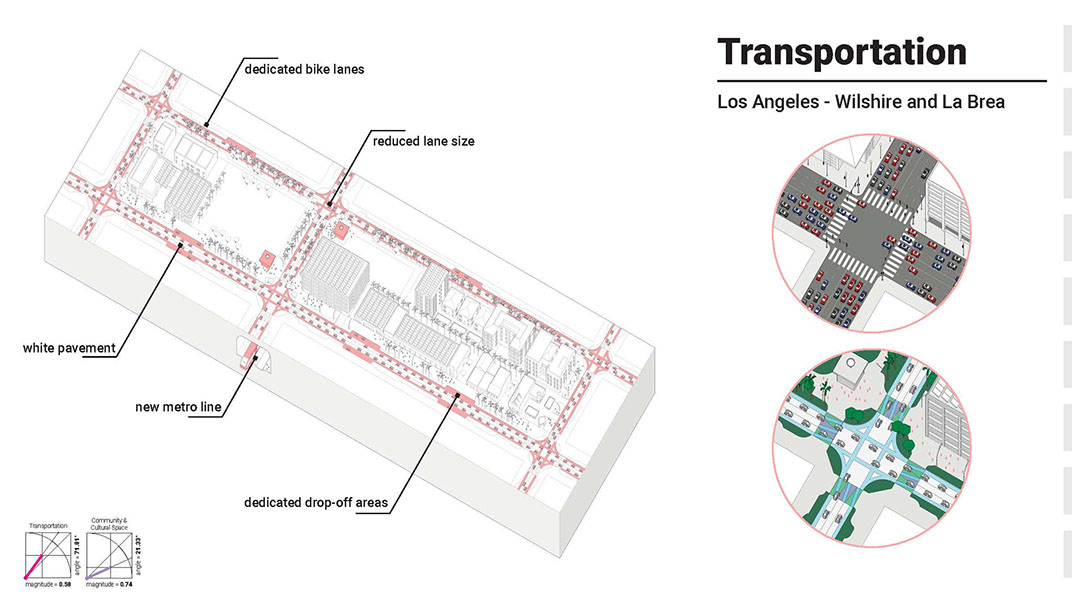 Transportation
Los Angeles - Wilshire and La Brea
dedicated bike lanes
reduced lane size
white pavement
new metro line
dedicated drop-off areas
Transportation
angle = 71.81°
magnitude = 0.58
Community &
Cultural Space
angle = 21.33°
magnitude = 0.74